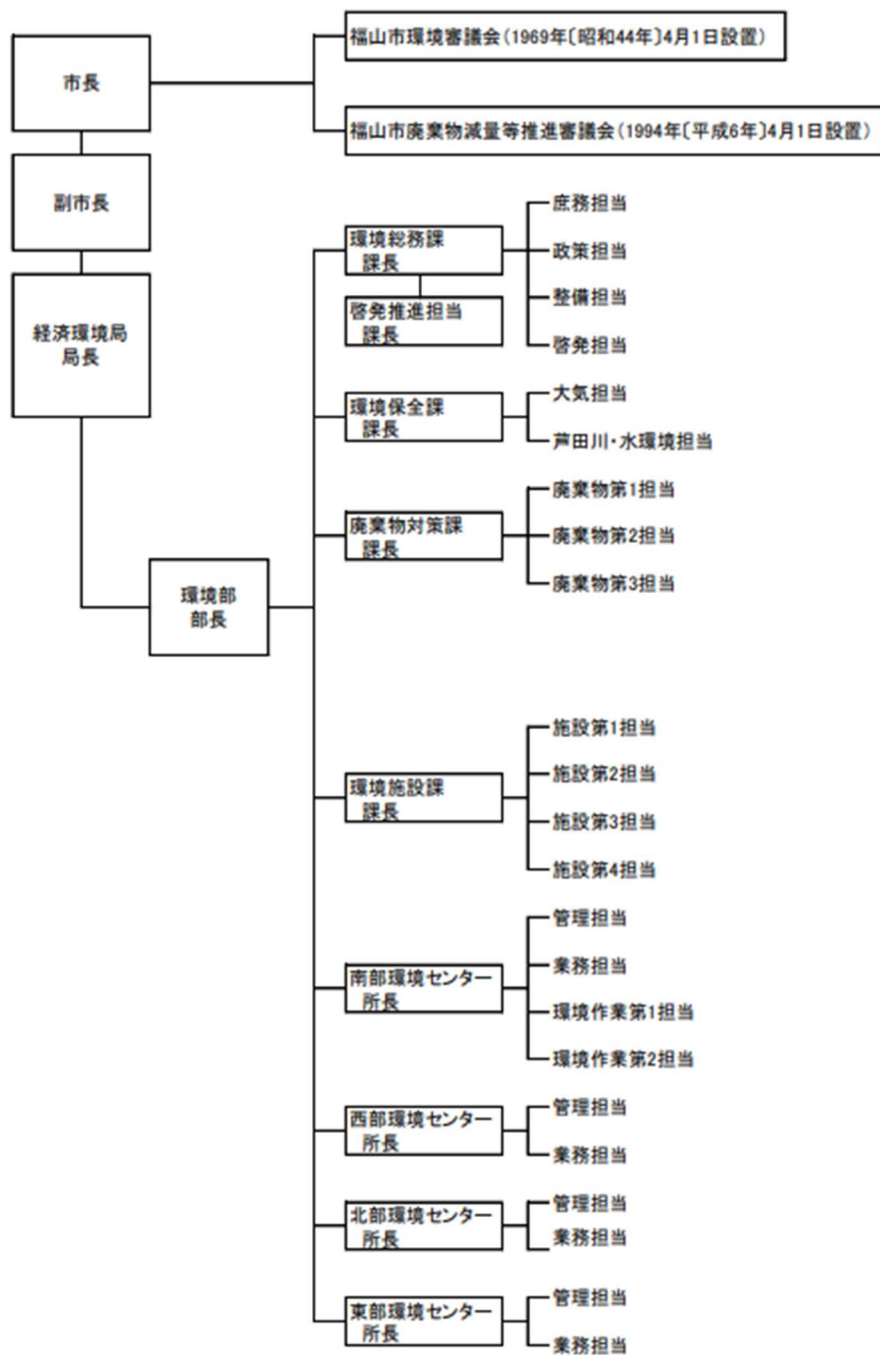 市長
福山市環境審議会(1969年〔昭和44年〕4月1日設置)
福山市廃棄物減量等推進審議会(1994年〔平成6年〕4月1日設置)
副市長
経済環境局
局長
環境部
部長
環境総務課
課長
啓発推進担当
課長
庶務担当
政策担当
整備担当
啓発担当
環境保全課
課長
大気担当
芦田川・水環境担当
廃棄物対策課
課長
廃棄物第1担当
廃棄物第2担当
廃棄物第3担当
環境施設課
課長
施設第1担当
施設第2担当
施設第3担当
施設第4担当
南部環境センター
所長
管理担当
業務担当
環境作業第1担当
環境作業第2担当
西部環境センター
所長
管理担当
業務担当
北部環境センター
所長
管理担当
業務担当
東部環境センター
所長
管理担当
業務担当